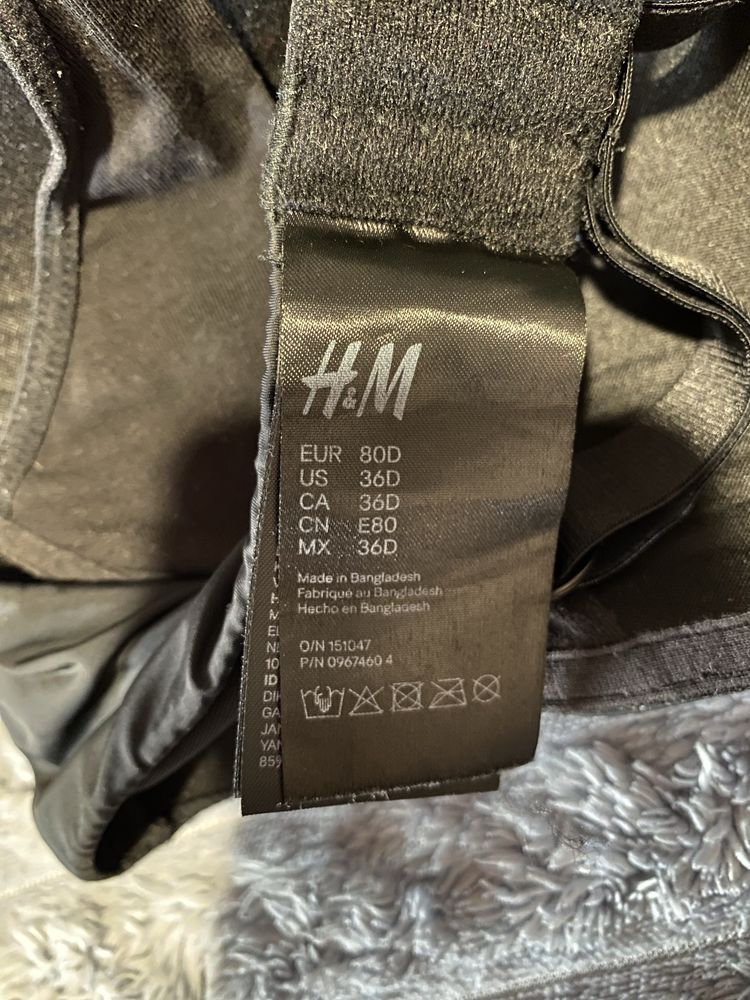 H&M
EUR 80D
US 36D
CA 36D
CN E80
MX 36D
Made in Bangladesh
Fabriqué au Bangladesh
Hecho en Bangladesh
O/N 151047
P/N 0967460 4
ID